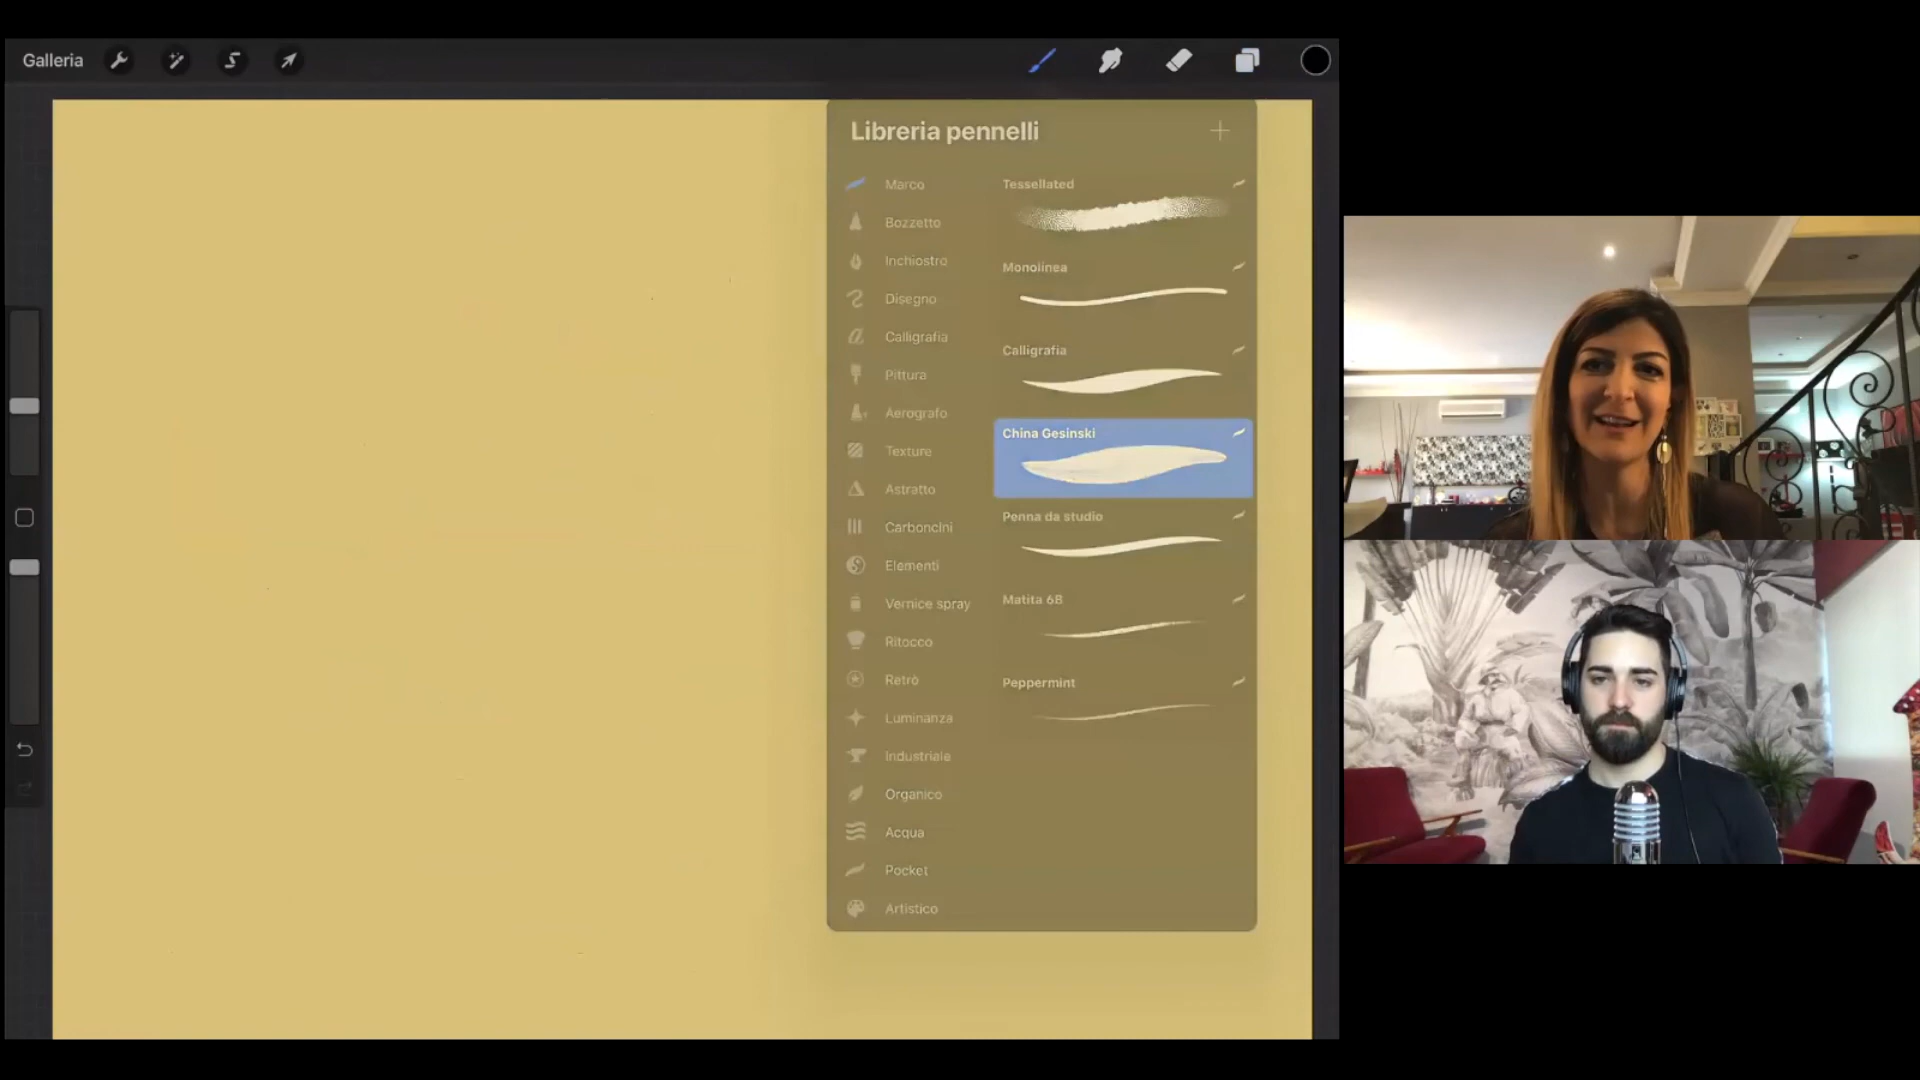 Galleria
Libreria pennelli
Marco
Bozzetto
Inchiostro
Disegno
Calligrafia
Pittura
Aerografo
Texture
Astratto
Carboncini
Elementi
Vernice spray
Ritocco
Retrò
Luminanza
Industriale
Organico
Acqua
Pocket
Artistico
Tessellated
Monolinea
Calligrafia
China Gesinski
Penna da studio
Matita 6B
Peppermint